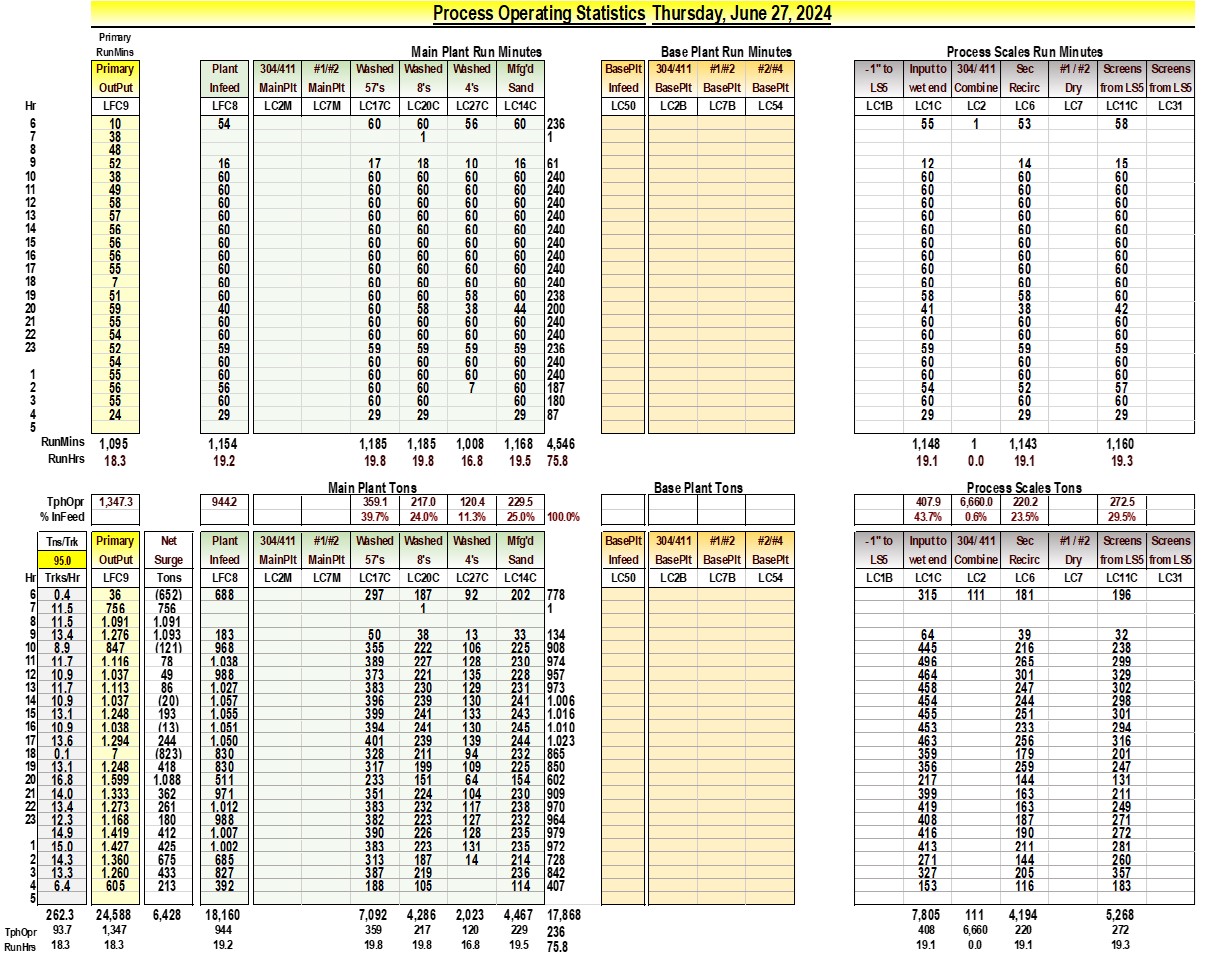 Process Operating Statistics Thursday, June 27, 2024
Primary
RunMins Main Plant Run Minutes Base Plant Run Minutes Process Scales Run Minutes
Primary Plant 304/411 #1/#2 Washed Washed Washed Mfg'd BasePlt 304/411 #1/#2 #2/#4 -1" to Input to 304/ 411 Sec #1 / #2 Screens Screens
OutPut Infeed MainPlt MainPlt 57's 8's 4's Sand Infeed BasePlt BasePlt BasePlt LS5 wet end Combine Recirc Dry from LS5 from LS5
Hr LFC9 LFC8 LC2M LC7M LC17C LC20C LC27C LC14C LC50 LC2B LC7B LC54 LC1B LC1C LC2 LC6 LC7 LC11C LC31
6 10 54 60 60 56 60 236 55 1 53 58
7 38 1 1
8 48
9 52 16 17 18 10 16 61 12 14 15
10 38 60 60 60 60 60 240 60 60 60
11 49 60 60 60 60 60 240 60 60 60
12 58 60 60 60 60 60 240 60 60 60
13 57 60 60 60 60 60 240 60 60 60
14 56 60 60 60 60 60 240 60 60 60
15 56 60 60 60 60 60 240 60 60 60
16 56 60 60 60 60 60 240 60 60 60
17 55 60 60 60 60 60 240 60 60 60
18 7 60 60 60 60 60 240 60 60 60
19 51 60 60 60 58 60 238 58 58 60
20 59 40 60 58 38 44 200 41 38 42
21 55 60 60 60 60 60 240 60 60 60
22 54 60 60 60 60 60 240 60 60 60
23 52 59 59 59 59 59 236 59 59 59
54 60 60 60 60 60 240 60 60 60
1 55 60 60 60 60 60 240 60 60 60
2 56 56 60 60 7 60 187 54 52 57
3 55 60 60 60 60 180 60 60 60
4 24 29 29 29 29 87 29 29 29
5
RunMins 1,095 1,154 1,185 1,185 1,008 1,168 4,546 1,148 1 1,143 1,160
RunHrs 18.3 19.2 19.8 19.8 16.8 19.5 75.8 19.1 0.0 19.1 19.3
Main Plant Tons Base Plant Tons Process Scales Tons
TphOpr 1,347.3 944.2 359.1 217.0 120.4 229.5 407.9 6,660.0 220.2 272.5
% InFeed 39.7% 24.0% 11.3% 25.0% 100.0% 43.7% 0.6% 23.5% 29.5%
Tns/Trk Primary Net Plant 304/411 #1/#2 Washed Washed Washed Mfg'd BasePlt 304/411 #1/#2 #2/#4 -1" to Input to 304/ 411 Sec #1 / #2 Screens Screens
95.0 OutPut Surge Infeed MainPlt MainPlt 57's 8's 4's Sand Infeed BasePlt BasePlt BasePlt LS5 wet end Combine Recirc Dry from LS5 from LS5
Hr Trks/Hr LFC9 Tons LFC8 LC2M LC7M LC17C LC20C LC27C LC14C LC50 LC2B LC7B LC54 LC1B LC1C LC2 LC6 LC7 LC11C LC31
6 0.4 36 (652) 688 297 187 92 202 778 315 111 181 196
7 11.5 756 756 1 1
8 11.5 1.091 1.091
9 13.4 1.276 1.093 183 50 38 13 33 134 64 39 32
10 8.9 847 (121) 968 355 222 106 225 908 445 216 238
11 11.7 1.116 78 1.038 389 227 128 230 974 496 265 299
12 10.9 1.037 49 988 373 221 135 228 957 464 301 329
13 11.7 1.113 86 1.027 383 230 129 231 973 458 247 302
14 10.9 1.037 (20) 1.057 396 239 130 241 1.006 454 244 298
15 13.1 1.248 193 1.055 399 241 133 243 1.016 455 251 301
16 10.9 1.038 (13) 1.051 394 241 130 245 1.010 453 233 294
17 13.6 1.294 244 1.050 401 239 139 244 1.023 463 256 316
18 0.1 7 (823) 830 328 211 94 232 865 359 179 201
19 13.1 1.248 418 830 317 199 109 225 850 356 259 247
20 16.8 1.599 1.088 511 233 151 64 154 602 217 144 131
21 14.0 1.333 362 971 351 224 104 230 909 399 163 211
22 13.4 1.273 261 1.012 383 232 117 238 970 419 163 249
23 12.3 1.168 180 988 382 223 127 232 964 408 187 271
14.9 1.419 412 1.007 390 226 128 235 979 416 190 272
1 15.0 1.427 425 1.002 383 223 131 235 972 413 211 281
2 14.3 1.360 675 685 313 187 14 214 728 271 144 260
3 13.3 1.260 433 827 387 219 236 842 327 205 357
4 6.4 605 213 392 188 105 114 407 153 116 183
5
262.3 24,588 6,428 18,160 7,092 4,286 2,023 4,467 17,868 7,805 111 4,194 5,268
TphOpr 93.7 1,347 944 359 217 120 229 236 408 6,660 220 272
RunHrs 18.3 18.3 19.2 19.8 19.8 16.8 19.5 75.8 19.1 0.0 19.1 19.3